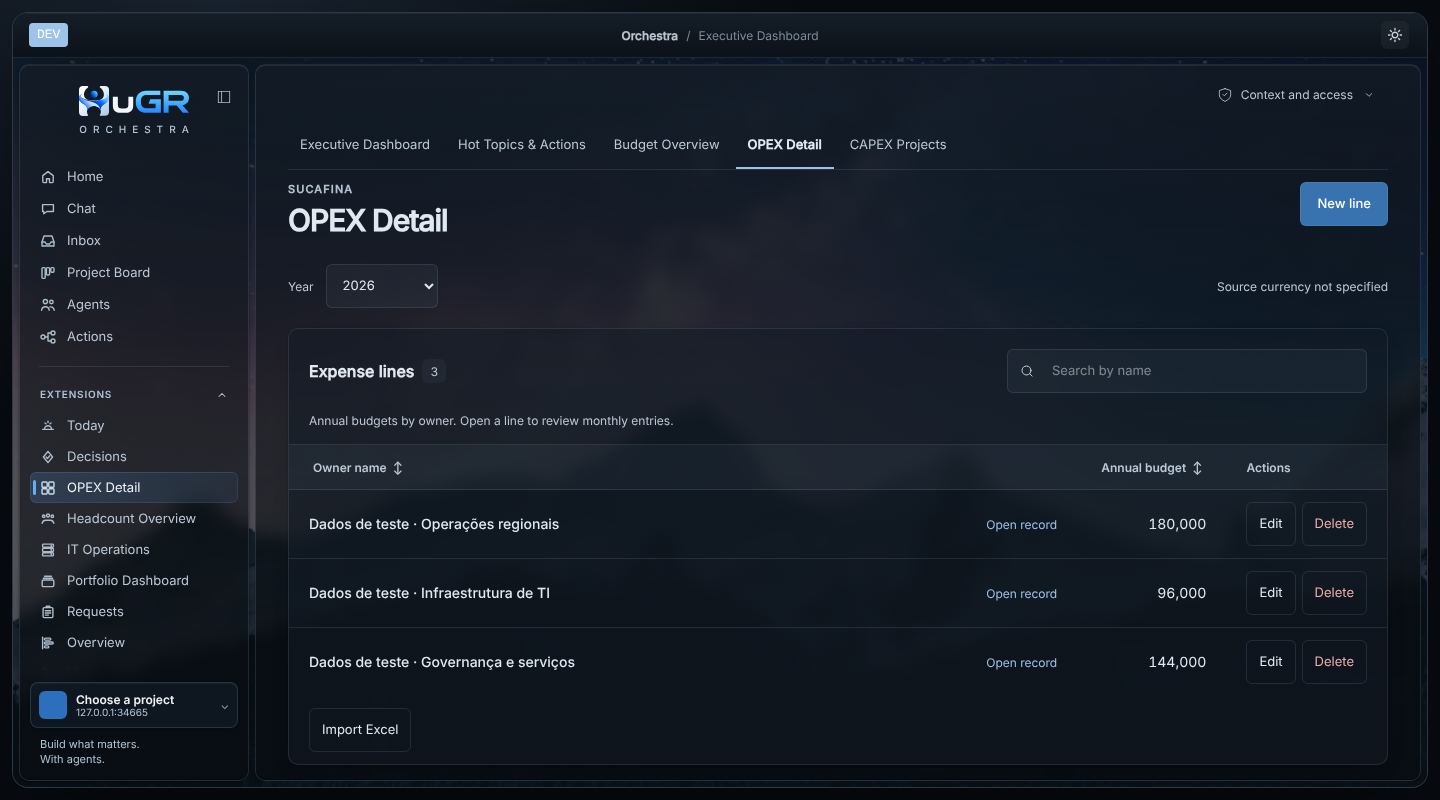 DEV
Orchestra / Executive Dashboard
HuGR
ORCHESTRA
Home
Chat
Inbox
Project Board
Agents
Actions
EXTENSIONS
Today
Decisions
OPEX Detail
Headcount Overview
IT Operations
Portfolio Dashboard
Requests
Overview
Choose a project
127.0.0.1:34665
Build what matters.
With agents.
Context and access
Executive Dashboard Hot Topics & Actions Budget Overview OPEX Detail CAPEX Projects
SUCAFINA
OPEX Detail
New line
Year 2026 Source currency not specified
Expense lines 3 Search by name
Annual budgets by owner. Open a line to review monthly entries.
Owner name Annual budget Actions
Dados de teste · Operações regionais Open record 180,000 Edit Delete
Dados de teste · Infraestrutura de TI Open record 96,000 Edit Delete
Dados de teste · Governança e serviços Open record 144,000 Edit Delete
Import Excel